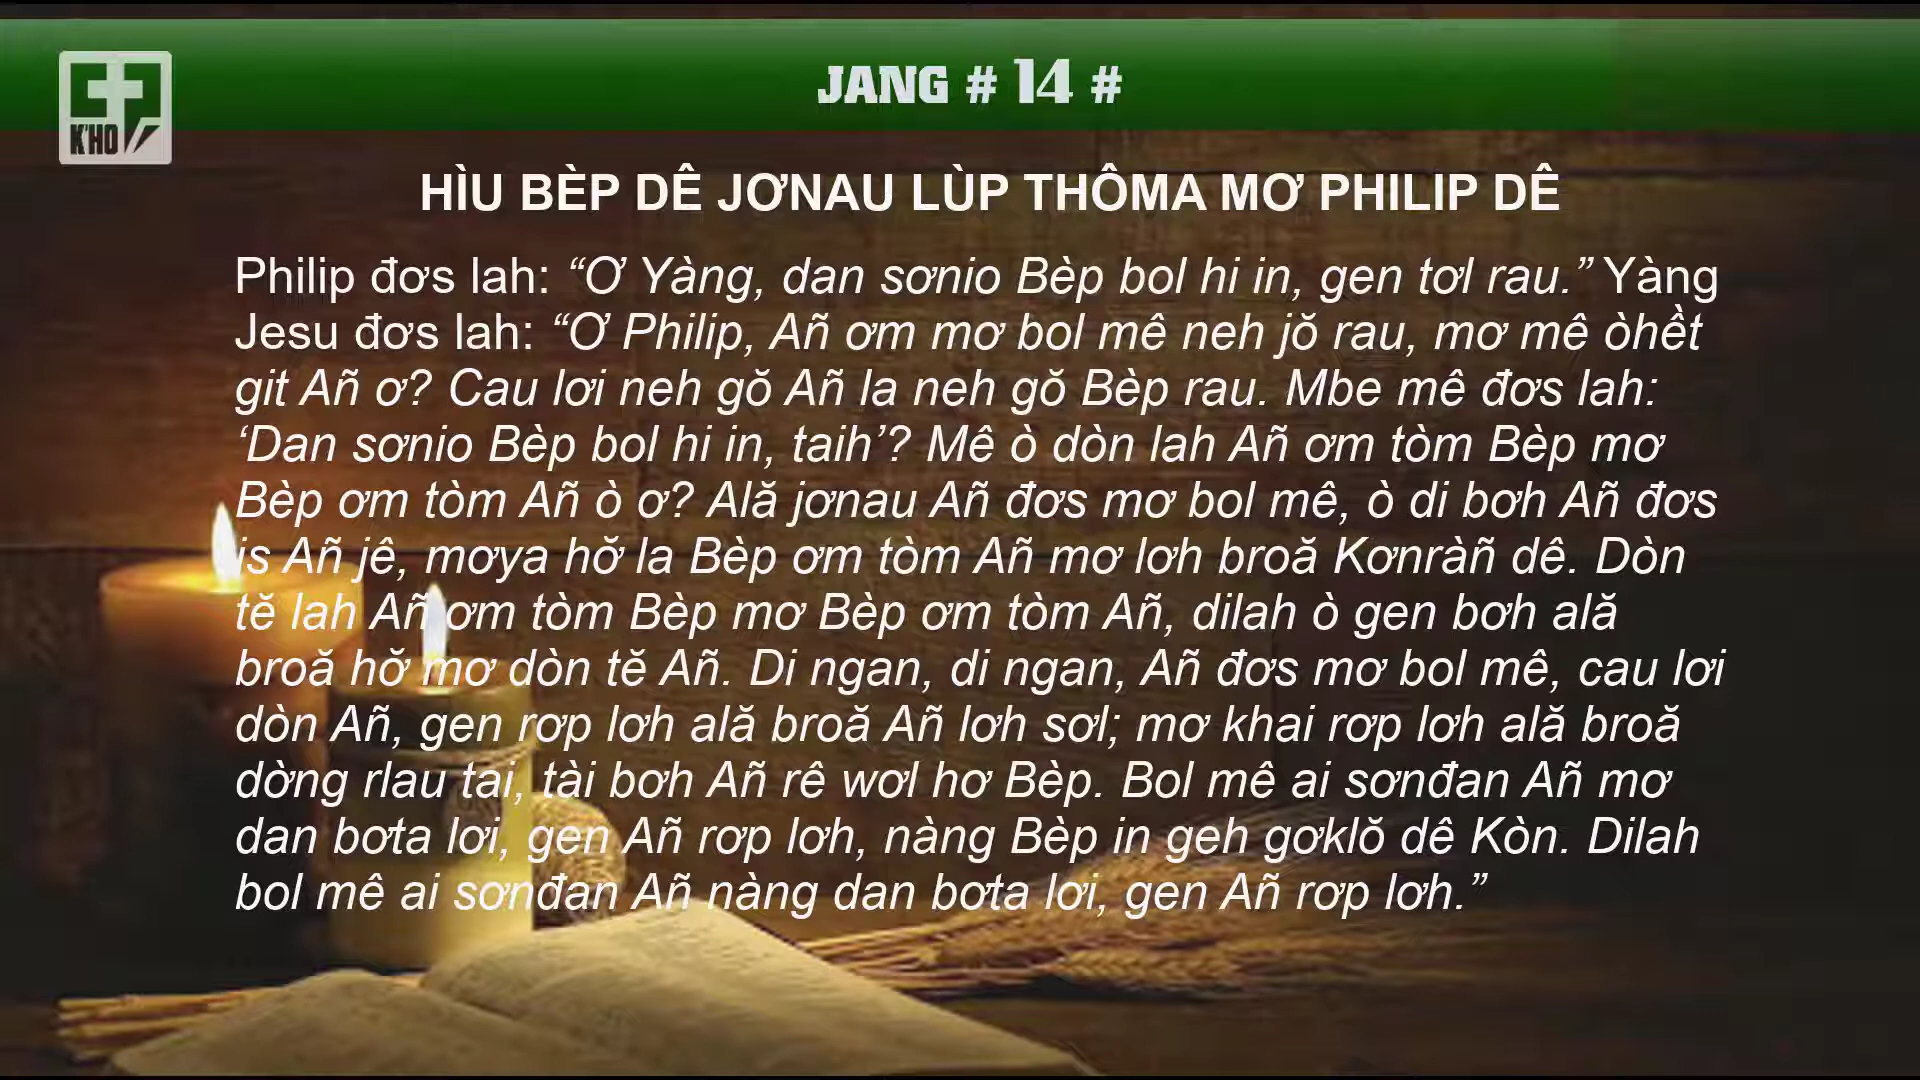 JANG # 14 #
K'HO
HÌU BÈP DÊ JƠNAU LÙP THÔMA MƠ PHILIP DÊ
Philip đơs lah: “Ơ Yàng, dan sơnio Bèp bol hi in, gen tơl rau.” Yàng
Jesu đơs lah: “Ơ Philip, Añ ơm mơ bol mê neh jŏ rau, mơ mê òhềt
git Añ ơ? Cau lơi neh gŏ Añ la neh gŏ Bèp rau. Mbe mê đơs lah:
‘Dan sơnio Bèp bol hi in, taih’? Mê ò dòn lah Añ ơm tòm Bèp mơ
Bèp ơm tòm Añ ò ơ? Ală jơnau Añ đơs mơ bol mê, ò di bơh Añ đơs
is Añ jê, mơya hơ̆ la Bèp ơm tòm Añ mơ lơh broă Kơnràñ dê. Dòn
tĕ lah Añ ơm tòm Bèp mơ Bèp ơm tòm Añ, dilah ò gen bơh ală
broă hơ̆ mơ dòn tĕ Añ. Di ngan, di ngan, Añ đơs mơ bol mê, cau lơi
dòn Añ, gen rơp lơh ală broă Añ lơh sơl; mơ khai rơp lơh ală broă
dờng rlau tai, tài bơh Añ rê wơl hơ Bèp. Bol mê ai sơnđan Añ mơ
dan bơta lơi, gen Añ rơp lơh, nàng Bèp in geh gơklŏ dê Kòn. Dilah
bol mê ai sơnđan Añ nàng dan bơta lơi, gen Añ rơp lơh.”